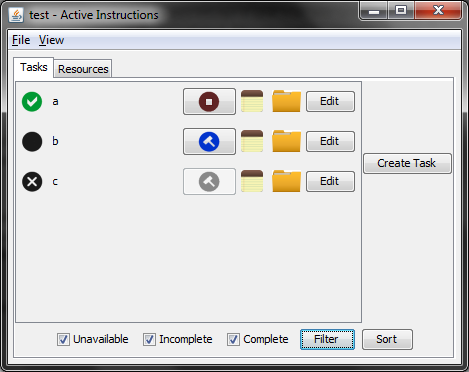 test - Active Instructions
File View
Tasks Resources
a Edit
b Edit
c Edit
Create Task
Unavailable Incomplete Complete Filter Sort